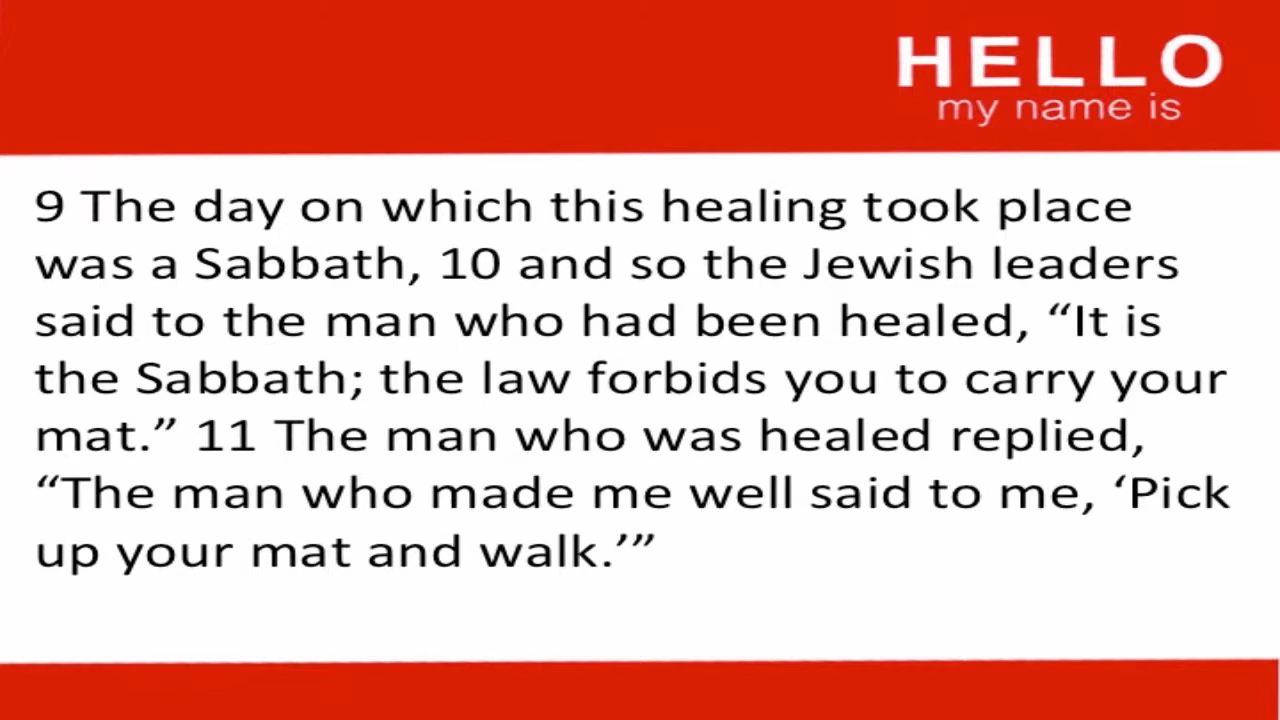 HELLO
my name is
9 The day on which this healing took place
was a Sabbath, 10 and so the Jewish leaders
said to the man who had been healed, “It is
the Sabbath; the law forbids you to carry your
mat.” 11 The man who was healed replied,
“The man who made me well said to me, ‘Pick
up your mat and walk.’”